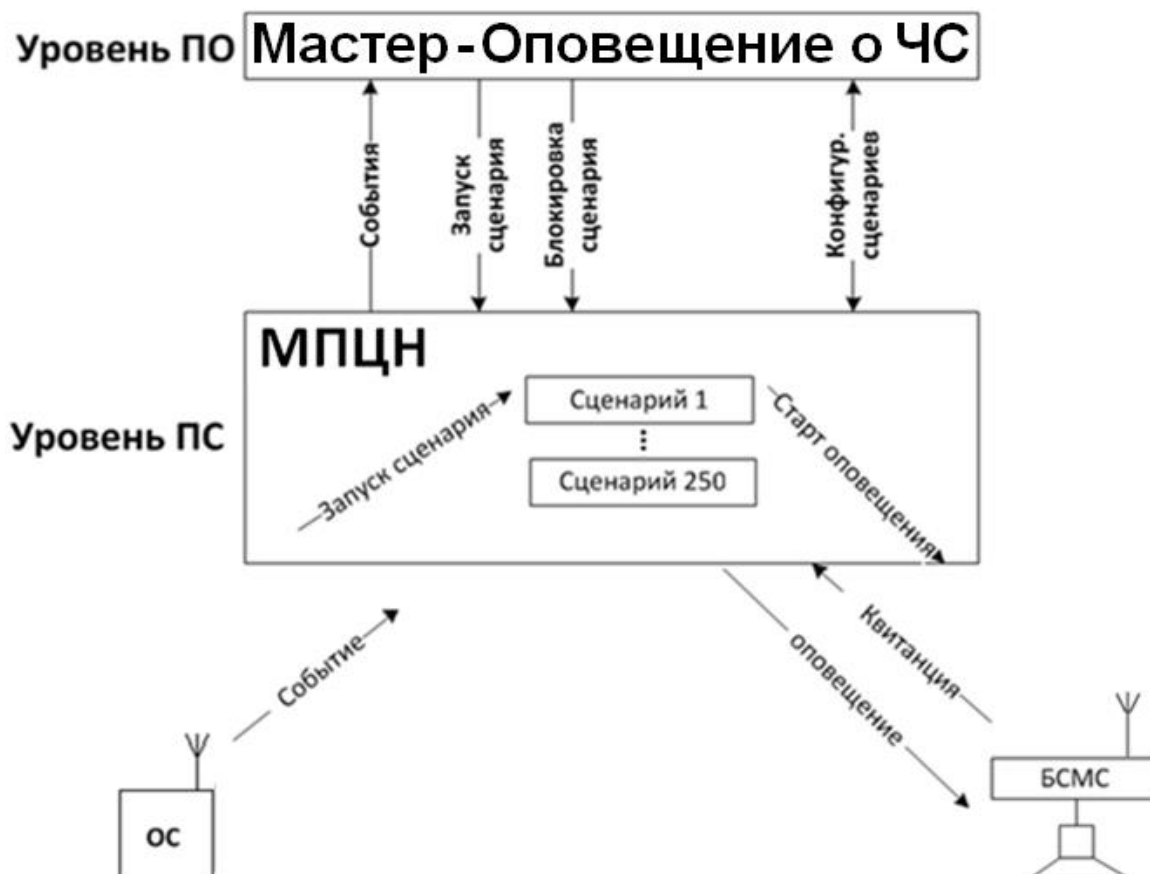 Уровень ПО
Мастер-Оповещение о ЧС
События
Запуск
сценария
Блокировка
сценария
Конфигур.
сценариев
МПЦН
Уровень ПС
Запуск сценария
Сценарий 1
Сценарий 250
Старт оповещения
Событие
оповещение
Квитанция
ОС
БСМС